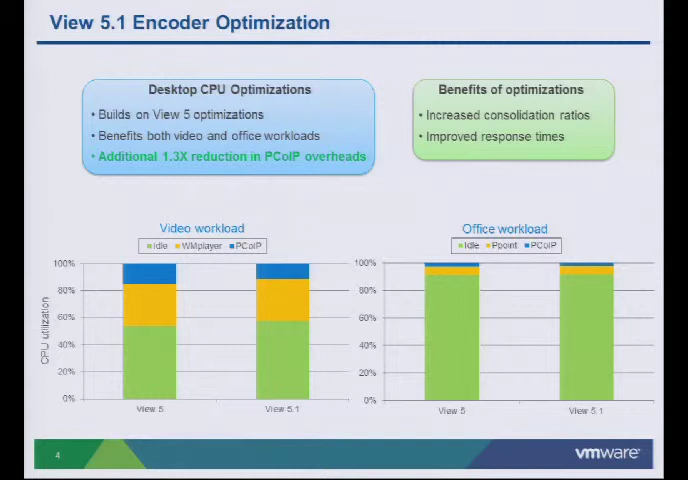 View 5.1 Encoder Optimization
Desktop CPU Optimizations
• Builds on View 5 optimizations
• Benefits both video and office workloads
• Additional 1.3X reduction in PCoIP overheads
Benefits of optimizations
• Increased consolidation ratios
• Improved response times
Video workload
Idle WMplayer PCoIP
100%
80%
60%
40%
20%
0%
CPU utilization
View 5 View 5.1
Office workload
Idle Ppoint PCoIP
100%
80%
60%
40%
20%
0%
View 5 View 5.1
4
vmware